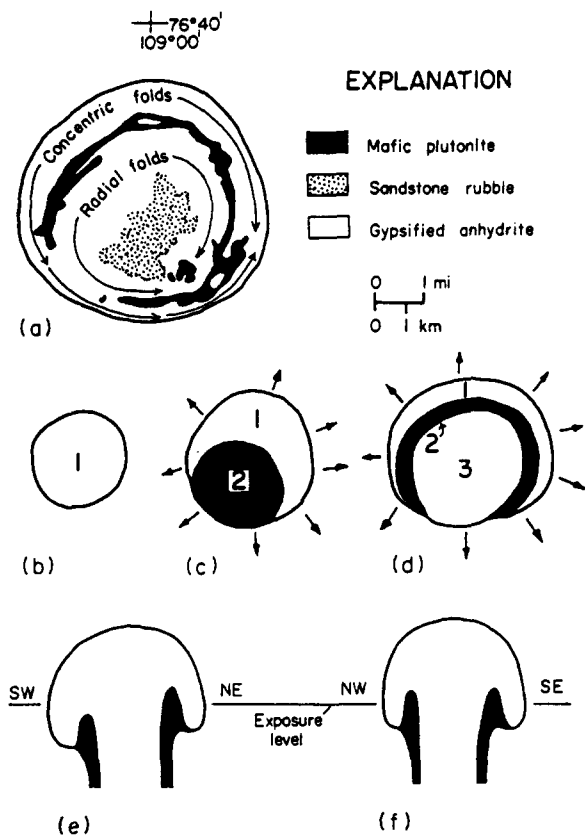 76°40'
109°00'
EXPLANATION
Mafic plutonite
Sandstone rubble
Gypsified anhydrite
0 1 mi
0 1 km
Concentric folds
Radial folds
(a)
1
(b)
1
2
(c)
1
2
3
(d)
SW NE NW SE
Exposure
level
(e) (f)